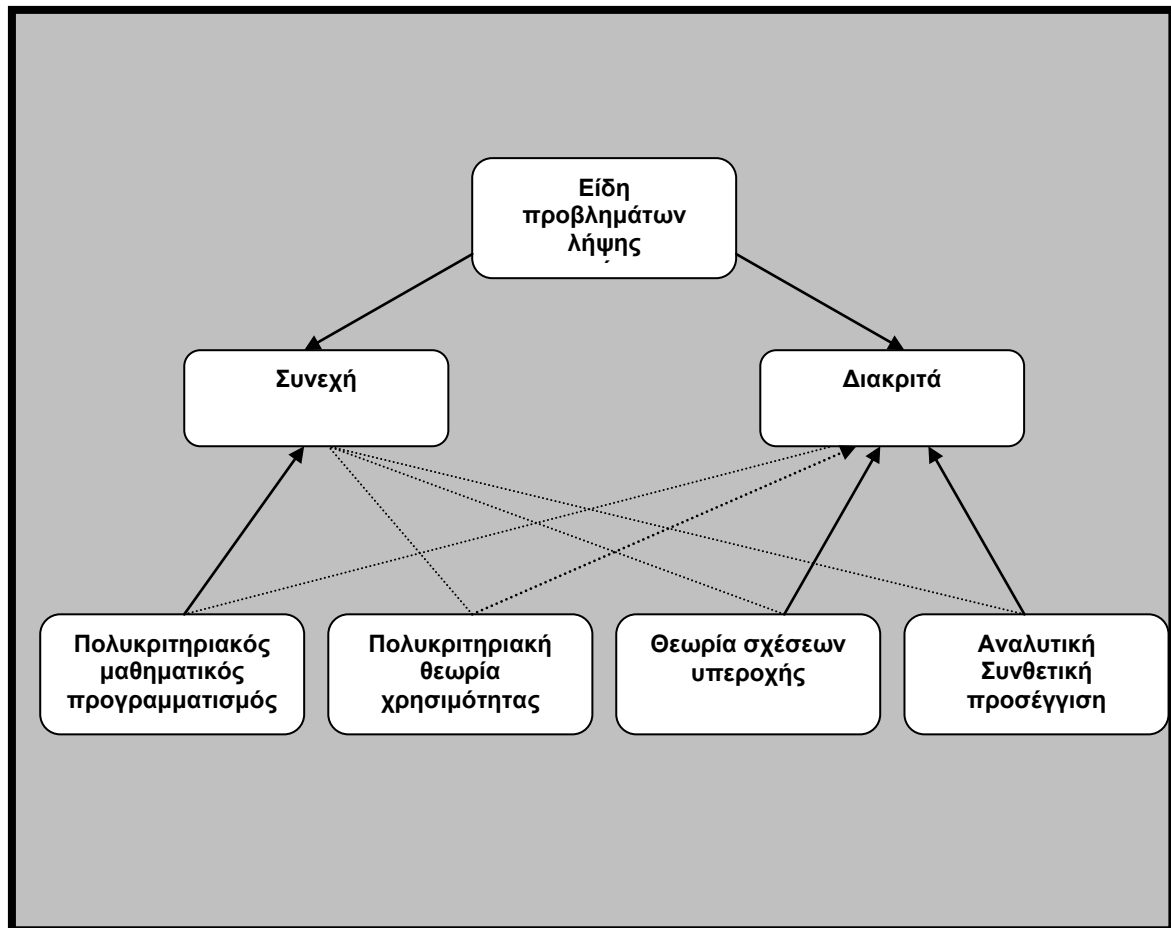 Είδη
προβλημάτων
λήψης
Συνεχή
Διακριτά
Πολυκριτηριακός
μαθηματικός
προγραμματισμός
Πολυκριτηριακή
θεωρία
χρησιμότητας
Θεωρία σχέσεων
υπεροχής
Αναλυτική
Συνθετική
προσέγγιση